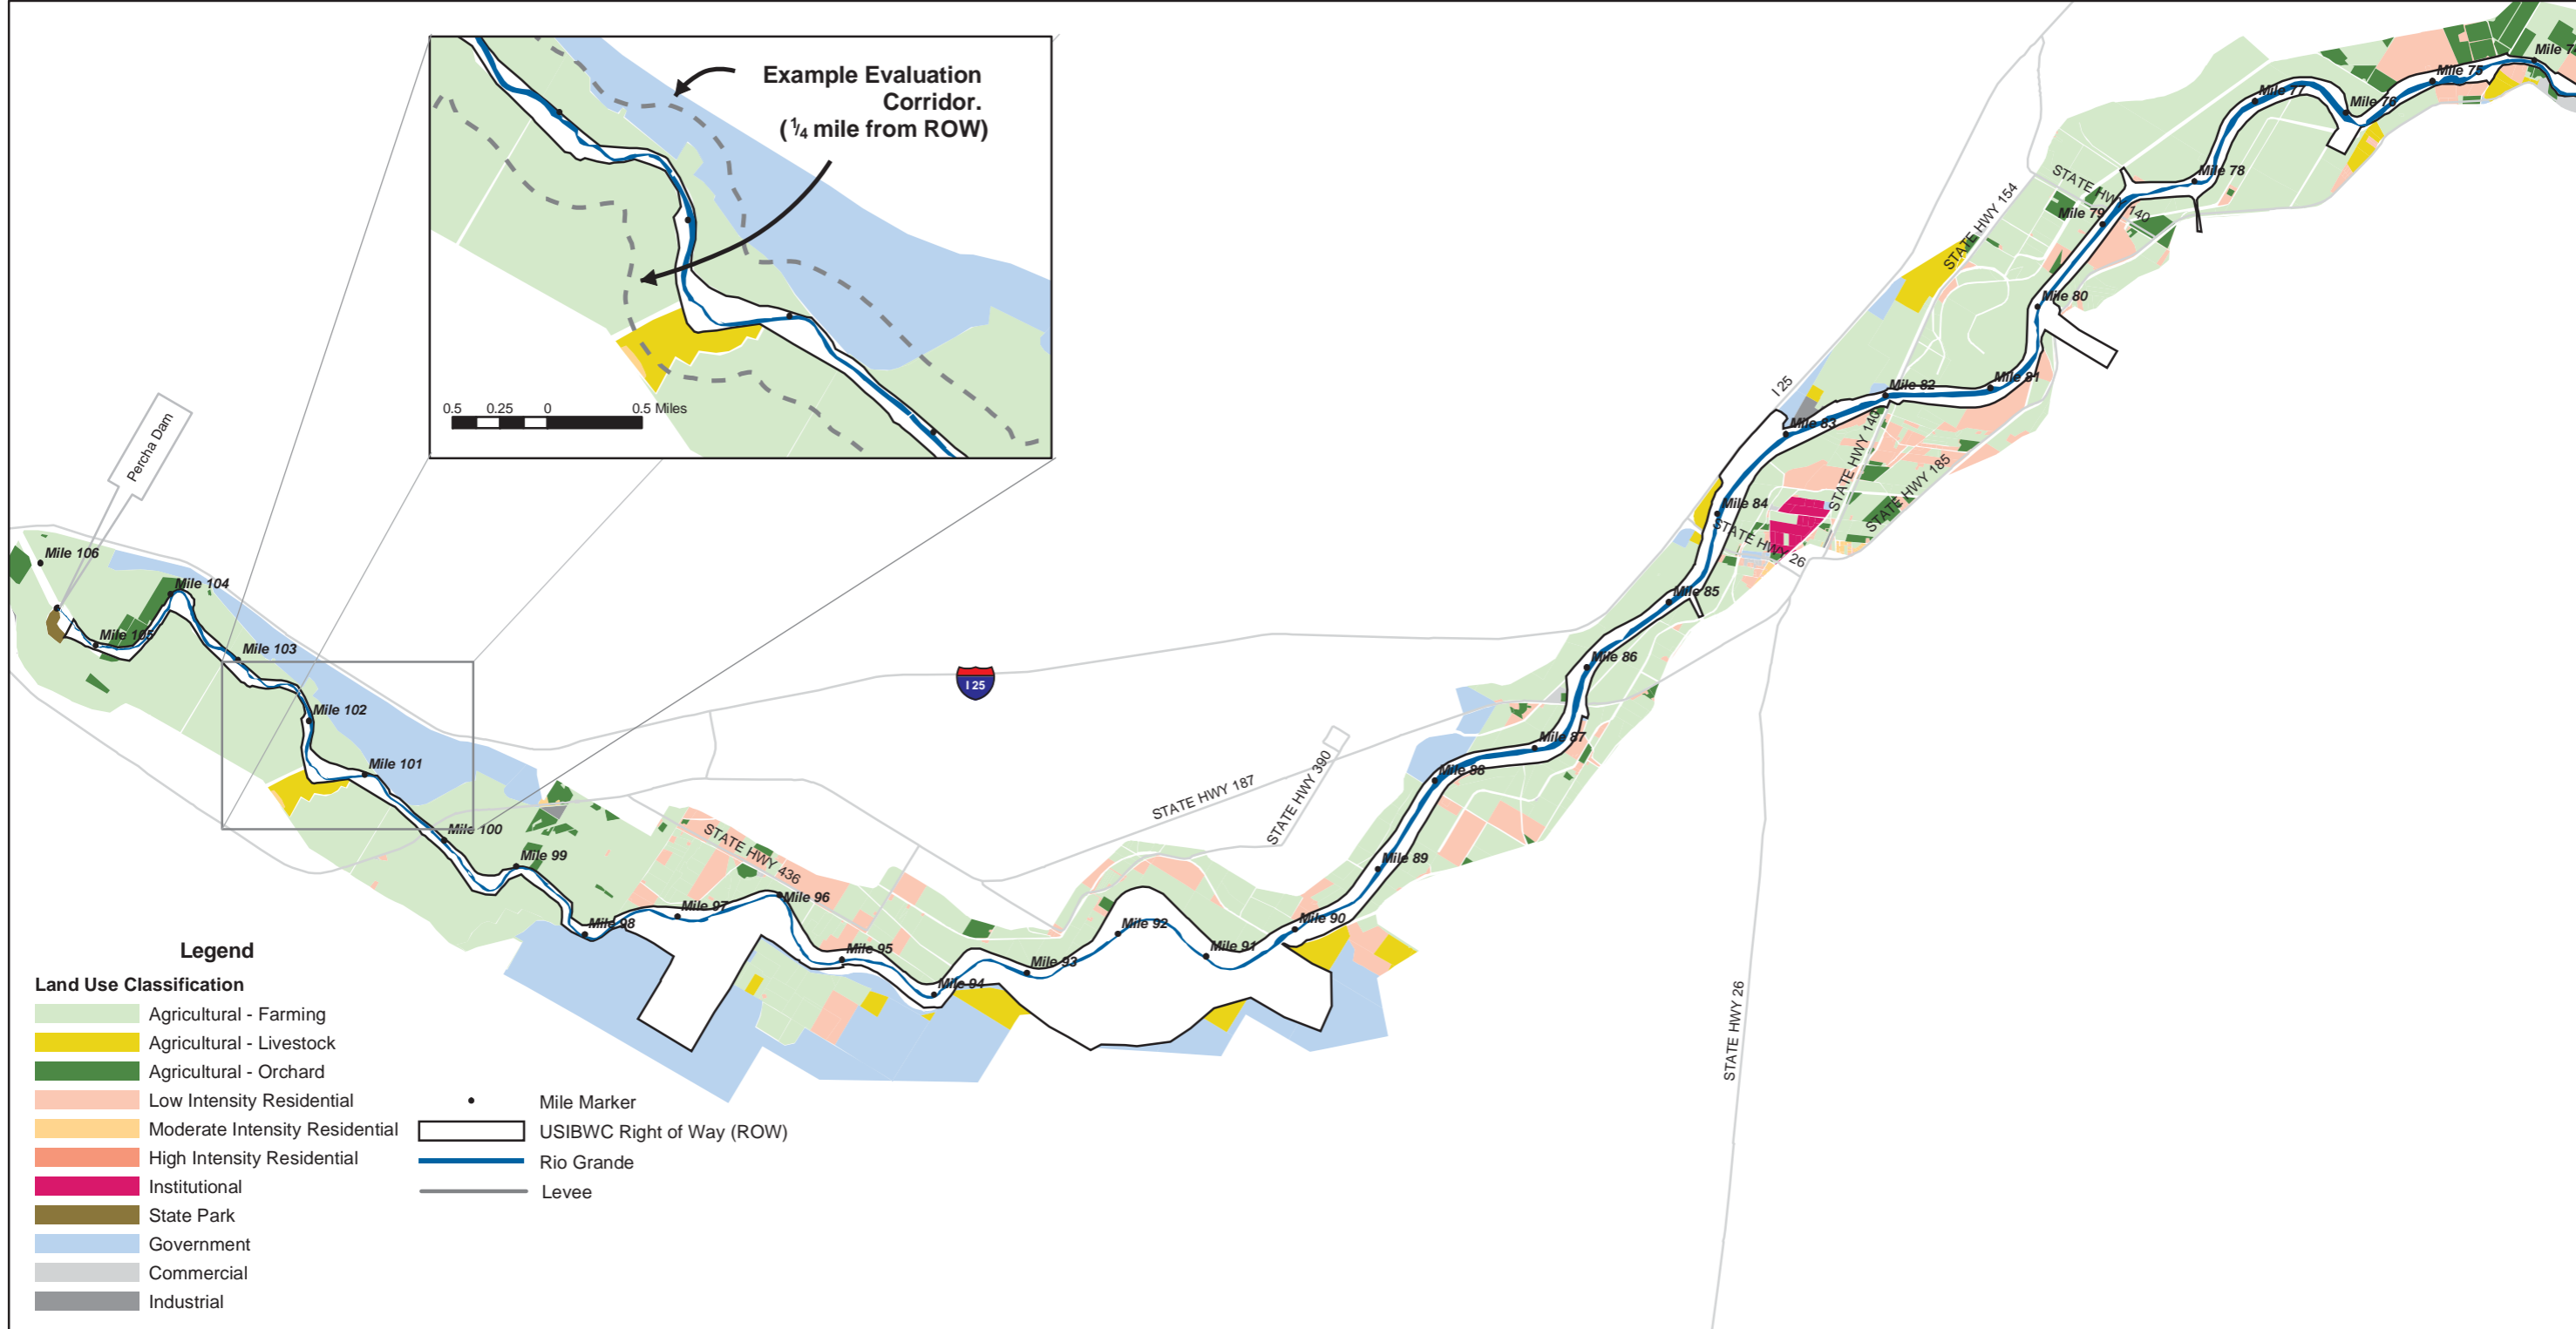 Example Evaluation
Corridor.
(1/4 mile from ROW)
0.5 0.25 0 0.5 Miles
Percha Dam
Mile 106
Mile 105
Mile 104
Mile 103
Mile 102
Mile 101
Mile 100
Mile 99
Mile 98
Mile 97
Mile 96
Mile 95
Mile 94
Mile 93
Mile 92
Mile 91
Mile 90
Mile 89
Mile 88
Mile 87
Mile 86
Mile 85
Mile 84
Mile 83
Mile 82
Mile 81
Mile 80
Mile 79
Mile 78
Mile 77
Mile 76
Mile 75
Mile 7
STATE HWY 436
STATE HWY 187
STATE HWY 390
I 25
I 25
STATE HWY 26
STATE HWY 26
STATE HWY 140
STATE HWY 185
STATE HWY 154
STATE HWY 140
Legend
Land Use Classification
Agricultural - Farming
Agricultural - Livestock
Agricultural - Orchard
Low Intensity Residential
Moderate Intensity Residential
High Intensity Residential
Institutional
State Park
Government
Commercial
Industrial
Mile Marker
USIBWC Right of Way (ROW)
Rio Grande
Levee